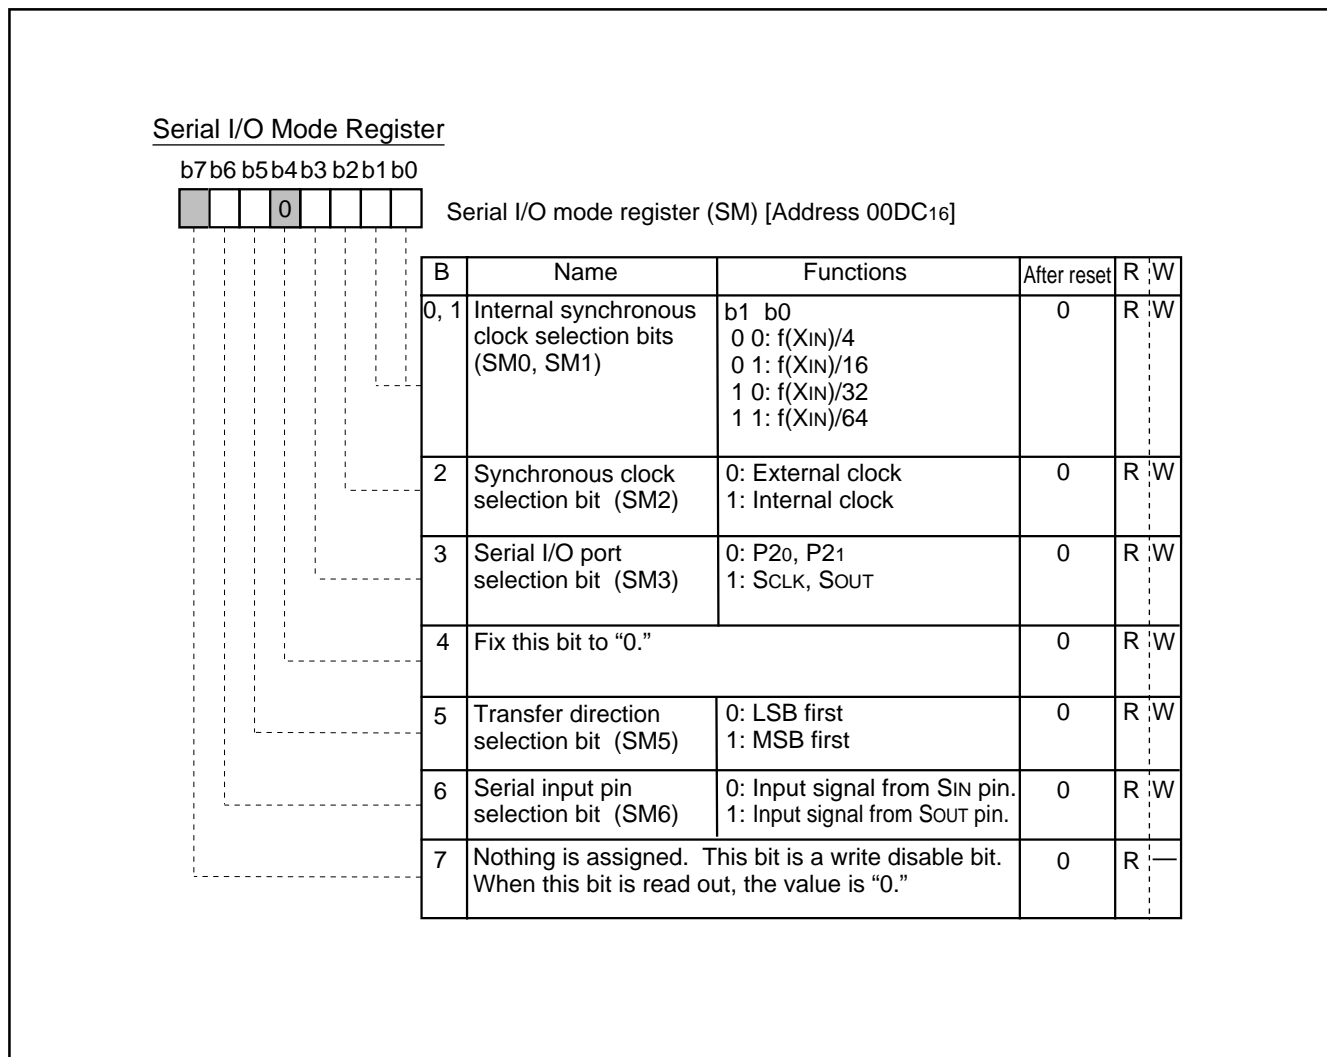 Serial I/O Mode Register
b7 b6 b5 b4 b3 b2 b1 b0
0
Serial I/O mode register (SM) [Address 00DC16]
B Name Functions After reset R W
0, 1 Internal synchronous clock selection bits (SM0, SM1)
b1 b0
0 0: f(XIN)/4
0 1: f(XIN)/16
1 0: f(XIN)/32
1 1: f(XIN)/64
0 R W
2 Synchronous clock selection bit (SM2)
0: External clock
1: Internal clock
0 R W
3 Serial I/O port selection bit (SM3)
0: P20, P21
1: SCLK, SOUT
0 R W
4 Fix this bit to “0.”
0 R W
5 Transfer direction selection bit (SM5)
0: LSB first
1: MSB first
0 R W
6 Serial input pin selection bit (SM6)
0: Input signal from SIN pin.
1: Input signal from SOUT pin.
0 R W
7 Nothing is assigned. This bit is a write disable bit.
When this bit is read out, the value is “0.”
0 R —